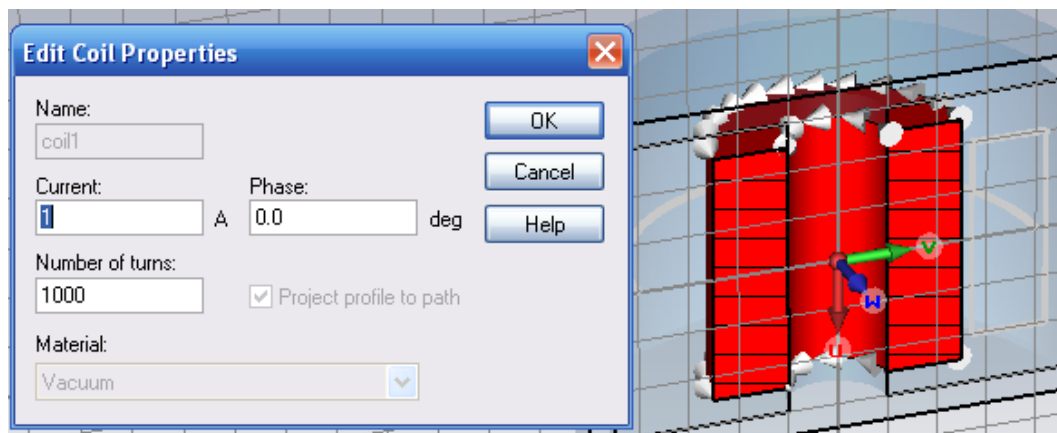 Edit Coil Properties
Name:
coil1
OK
Cancel
Help
Current:
1
A
Phase:
0.0
deg
Number of turns:
1000
Project profile to path
Material:
Vacuum
v
w
u